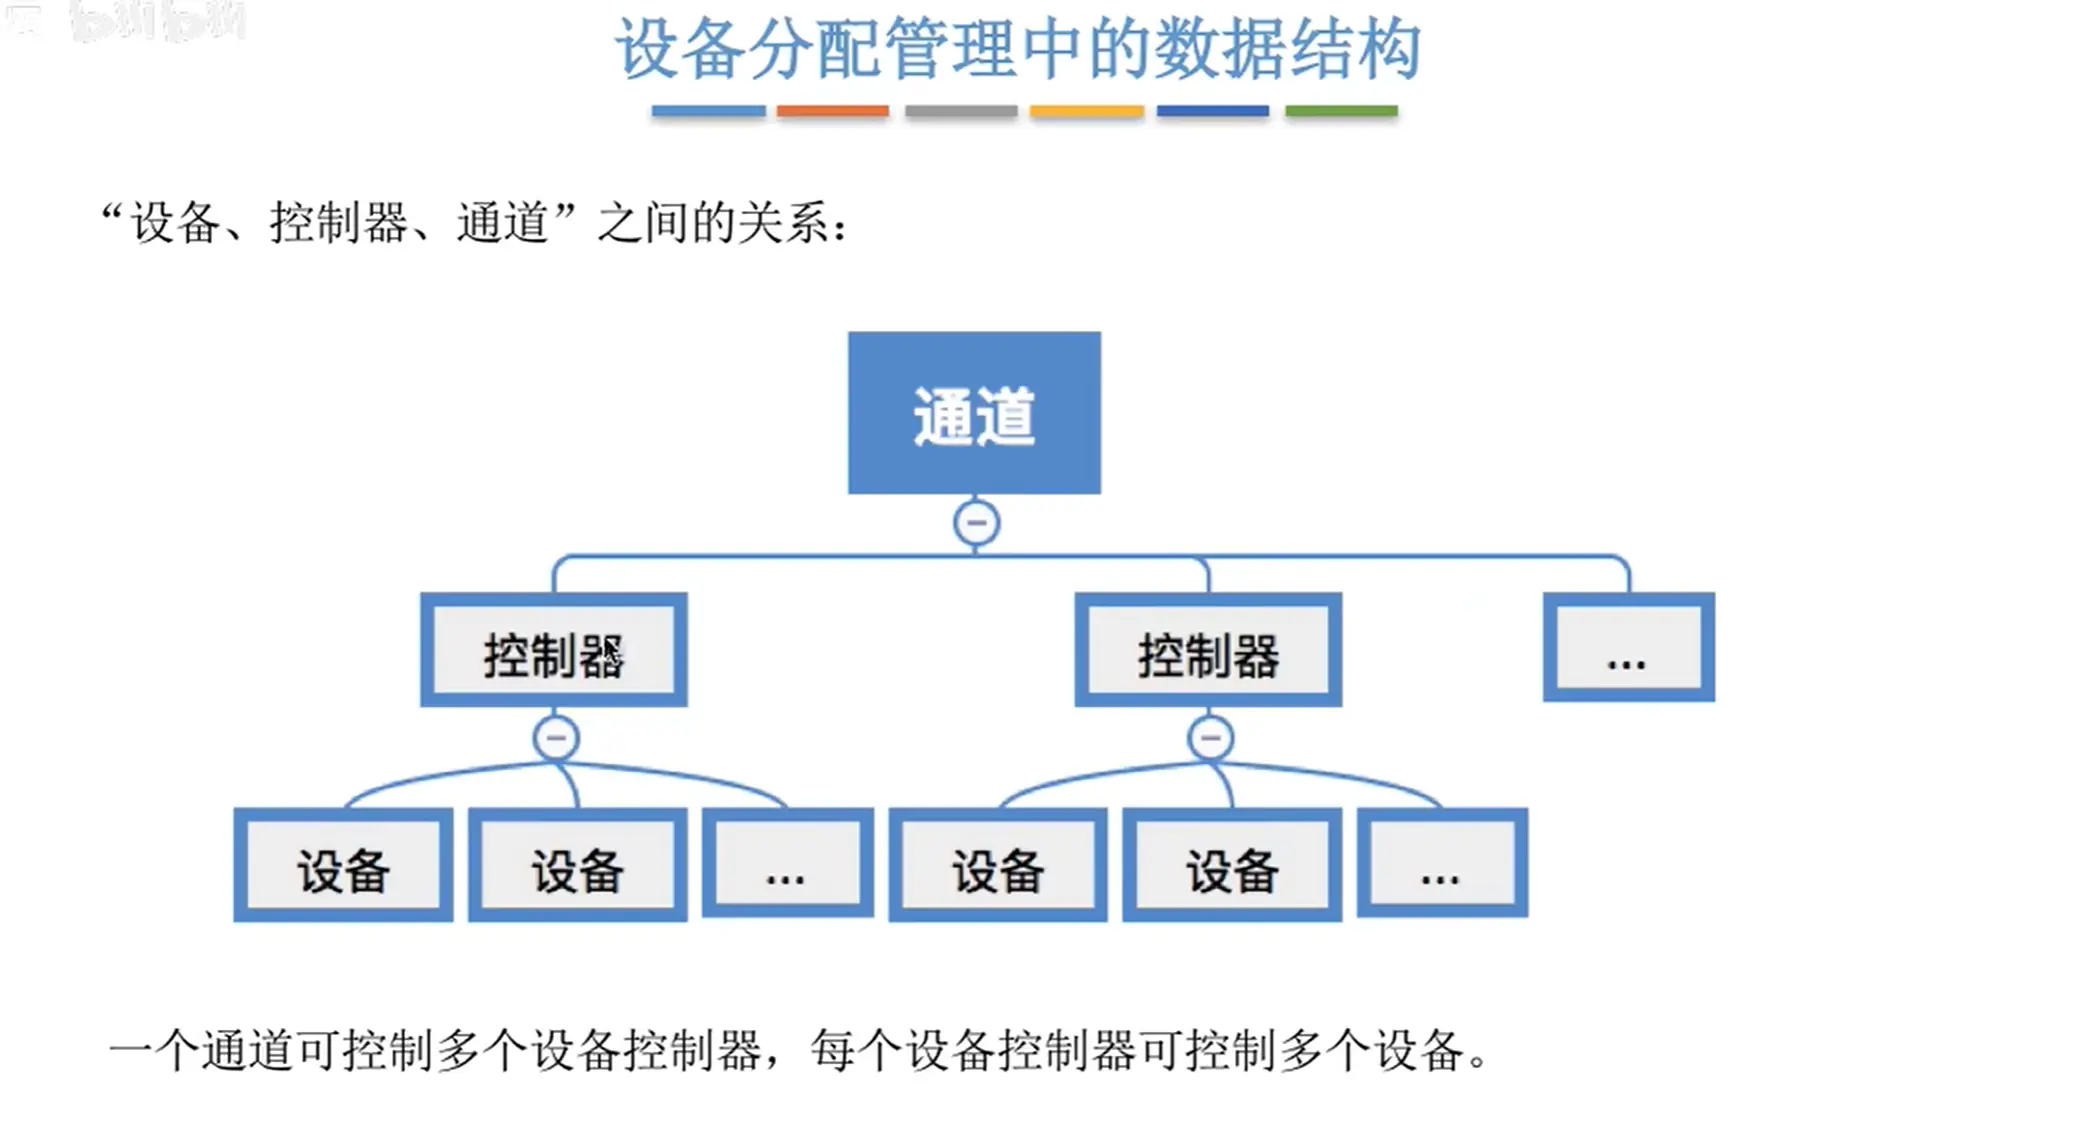 bilibili
设备分配管理中的数据结构
“设备、控制器、通道”之间的关系：
通道
控制器 控制器 ...
设备 设备 ... 设备 设备 ...
一个通道可控制多个设备控制器，每个设备控制器可控制多个设备。